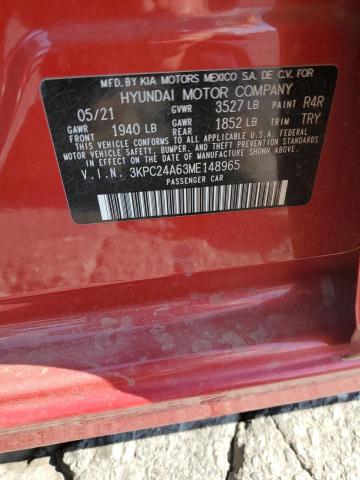 MFD.BY KIA MOTORS MEXICO S.A DE C.V. FOR
HYUNDAI MOTOR COMPANY
05/21 GVWR 3527 LB PAINT R4R
GAWR FRONT 1940 LB GAWR REAR 1852 LB TRIM TRY
THIS VEHICLE CONFORMS TO ALL APPLICABLE U.S.A. FEDERAL
MOTOR VEHICLE SAFETY, BUMPER, AND THEFT PREVENTION STANDARDS
IN EFFECT ON THE DATE OF MANUFACTURE SHOWN ABOVE.
V.I.N. 3KPC24A63ME148965
PASSENGER CAR